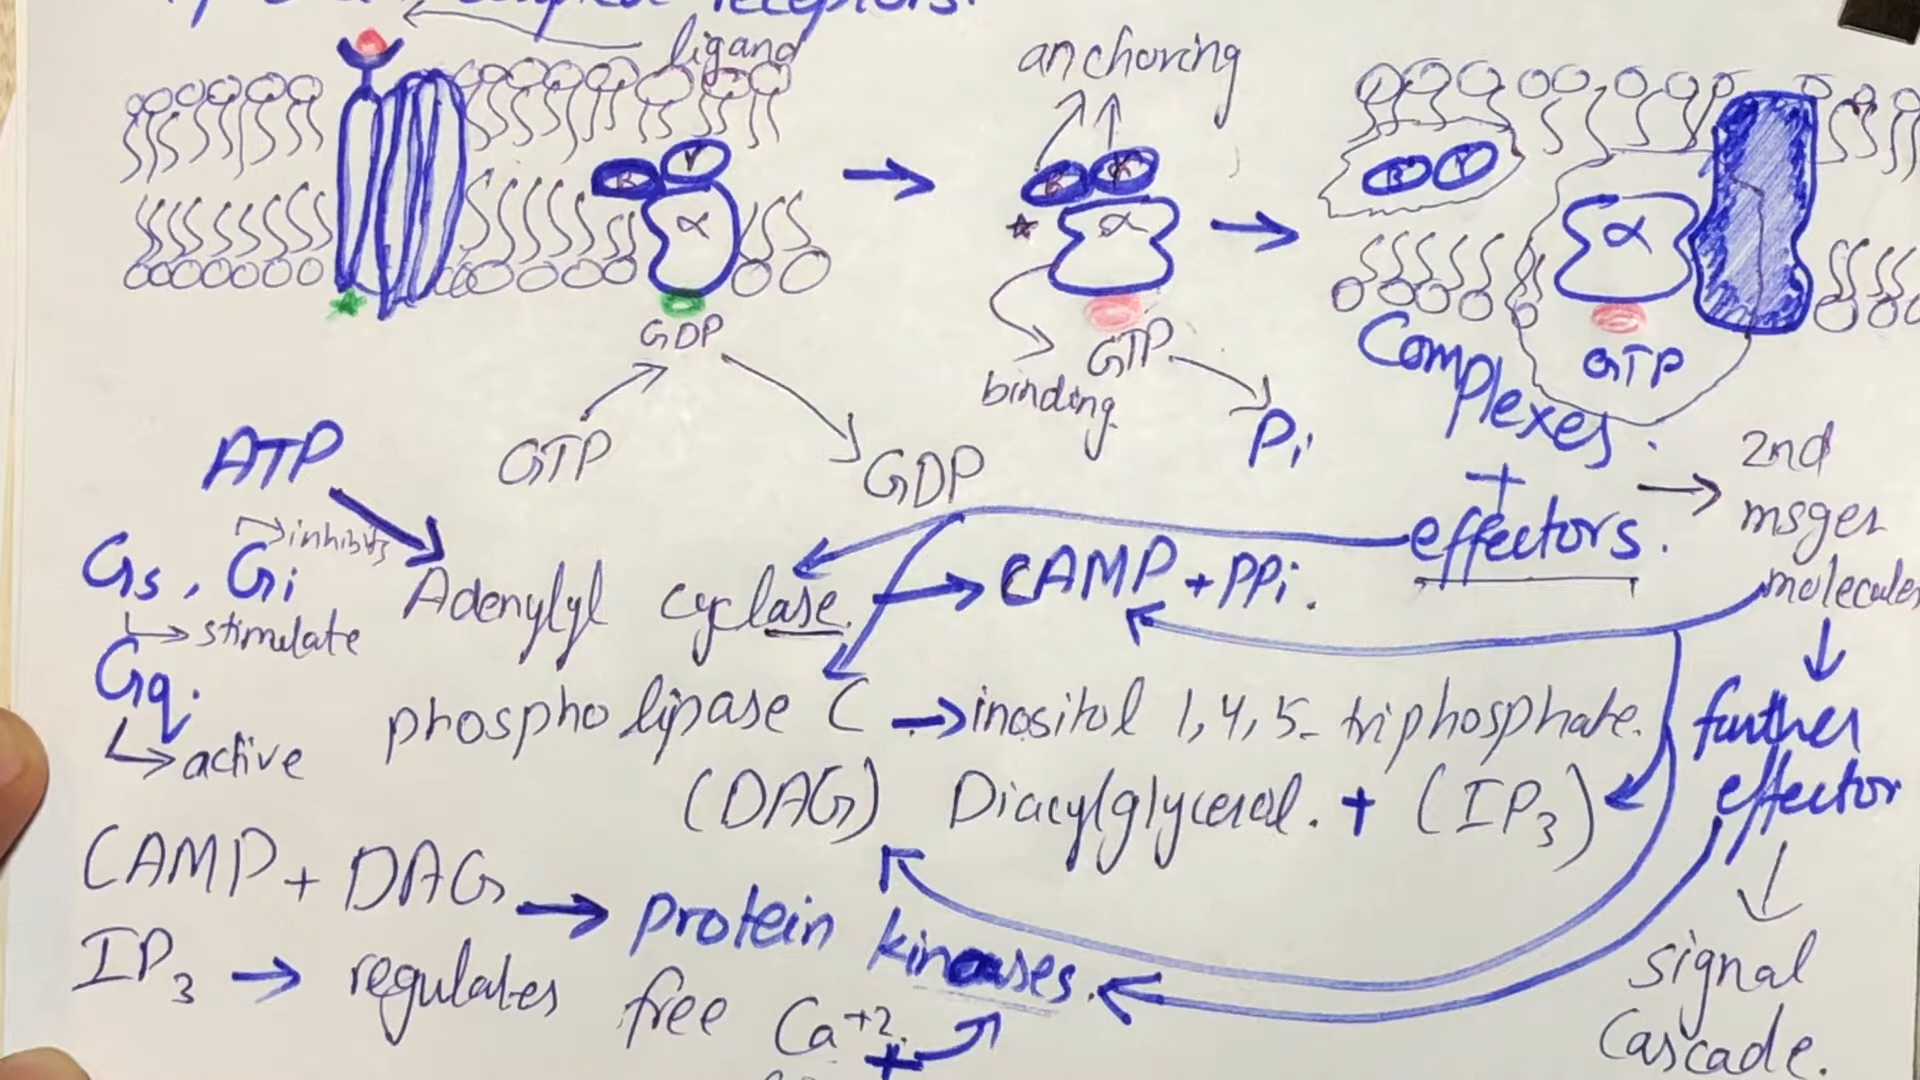 receptors.
ligand
anchoring
α
α
α
GDP
GTP
binding
Pi
GTP
Complexes.
+
effectors.
2nd
msger
molecules
ATP
GTP
GDP
inhibits
Gs, Gi
stimulate
Adenylyl cyclase.
CAMP + PPi.
Gq.
active
phospholipase C → inositol 1,4,5- triphosphate.
(DAG) Diacylglycerol. + (IP3)
further
effector
signal
Cascade.
CAMP + DAG → protein kinases.
IP3 → regulates free Ca+2.
+